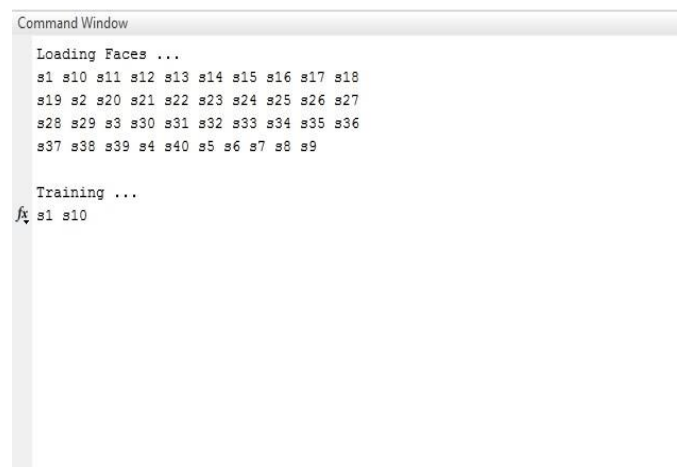 Command Window
Loading Faces ...
s1 s10 s11 s12 s13 s14 s15 s16 s17 s18
s19 s2 s20 s21 s22 s23 s24 s25 s26 s27
s28 s29 s3 s30 s31 s32 s33 s34 s35 s36
s37 s38 s39 s4 s40 s5 s6 s7 s8 s9
Training ...
fx s1 s10